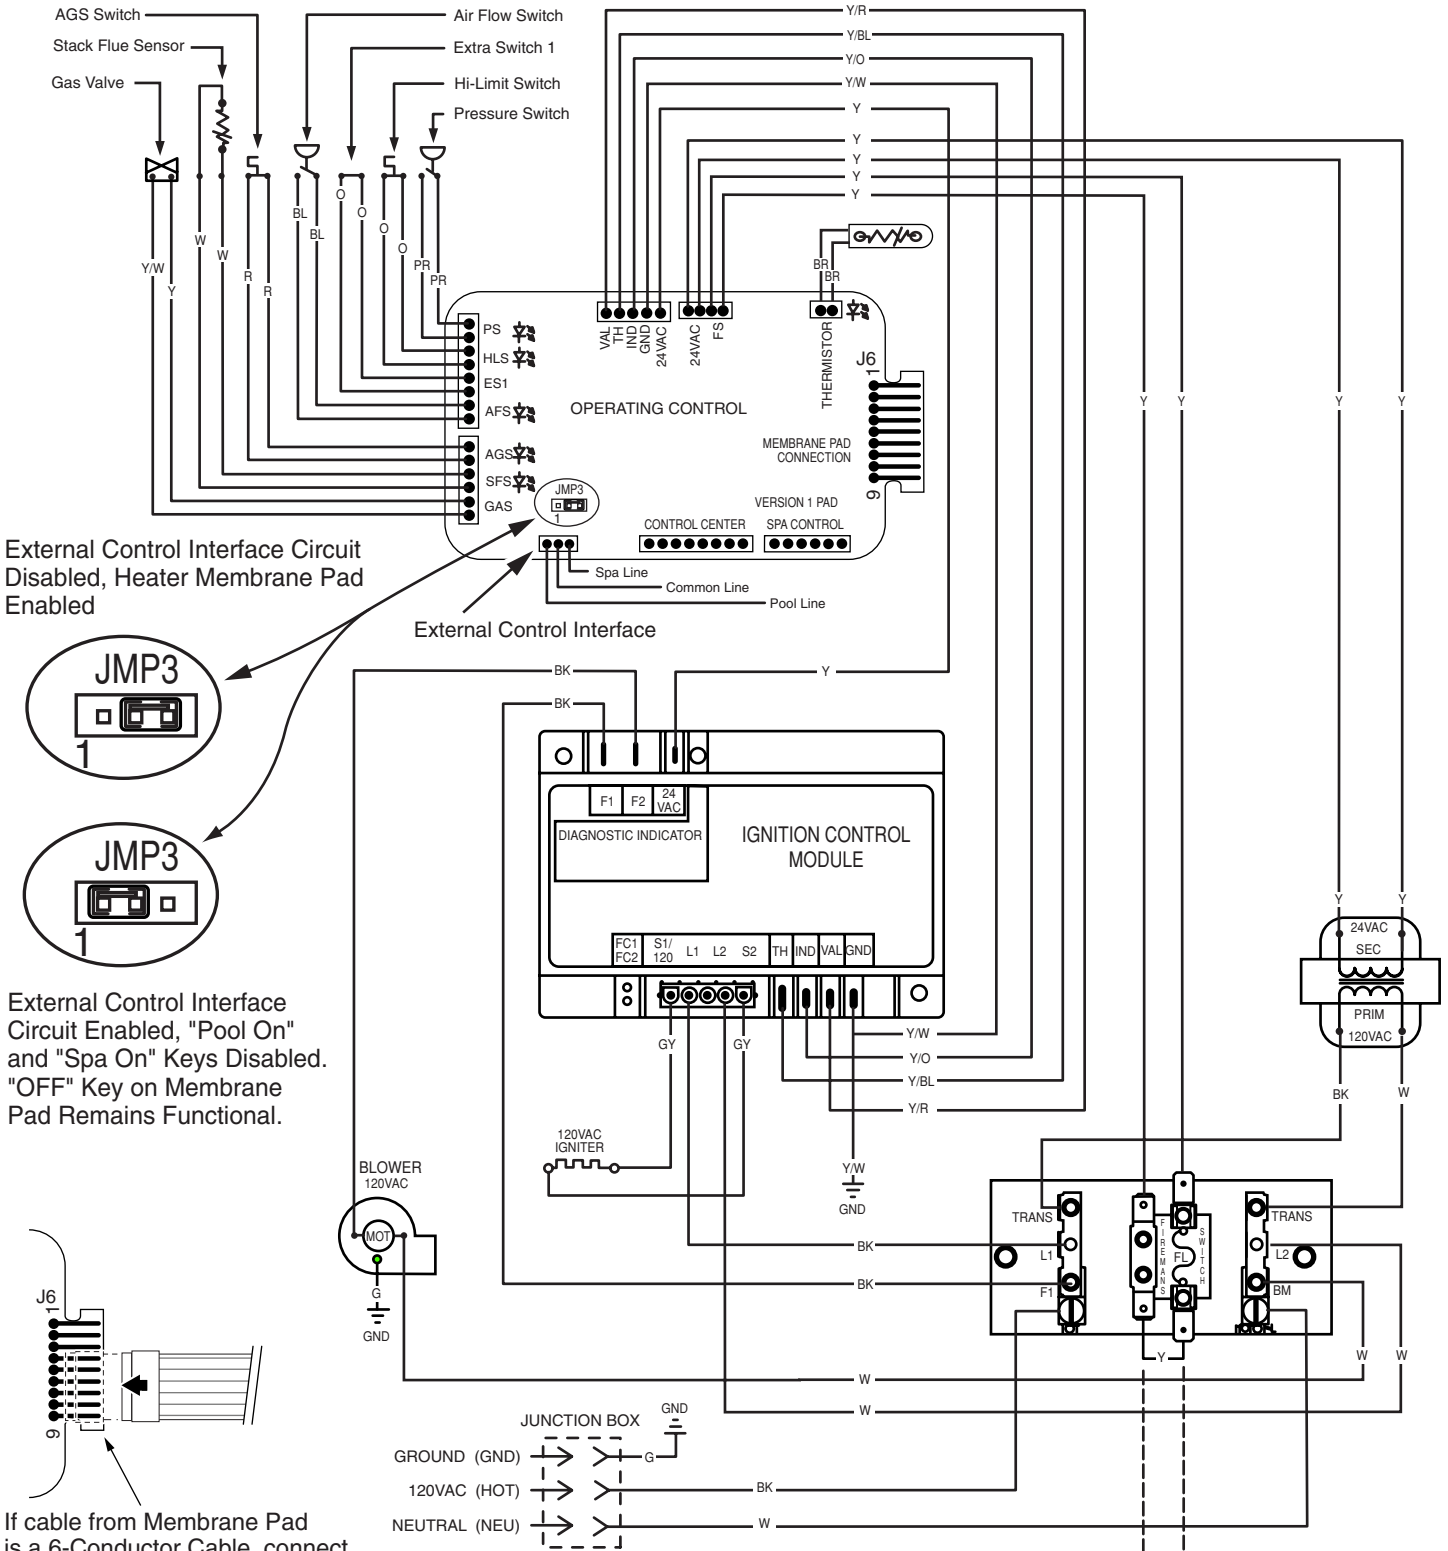 AGS Switch
Stack Flue Sensor
Gas Valve
Air Flow Switch
Extra Switch 1
Hi-Limit Switch
Pressure Switch
Y/R
Y/BL
Y/O
Y/W
Y
Y
Y
Y
Y
BL
BL
O
O
O
O
PR
PR
W
W
R
R
Y/W
Y
BR
BR
PS
HLS
ES1
AFS
AGS
SFS
GAS
VAL
TH
IND
GND
24VAC
24VAC
FS
THERMISTOR
J6
1
9
OPERATING CONTROL
MEMBRANE PAD
CONNECTION
VERSION 1 PAD
JMP3
1
CONTROL CENTER
SPA CONTROL
Spa Line
Common Line
Pool Line
External Control Interface
Y
Y
Y
Y
External Control Interface Circuit
Disabled, Heater Membrane Pad
Enabled
JMP3
1
JMP3
1
External Control Interface
Circuit Enabled, "Pool On"
and "Spa On" Keys Disabled.
"OFF" Key on Membrane
Pad Remains Functional.
BK
BK
Y
F1
F2
24
VAC
DIAGNOSTIC INDICATOR
IGNITION CONTROL
MODULE
FC1
FC2
S1/
120
L1
L2
S2
TH
IND
VAL
GND
GY
GY
Y/W
Y/O
Y/BL
Y/R
Y/W
GND
120VAC
IGNITER
BLOWER
120VAC
MOT
G
GND
Y
Y
24VAC
SEC
PRIM
120VAC
BK
W
TRANS
L1
F1
FIREMANS
SWITCH
FL
TRANS
L2
BM
BK
BK
Y
W
W
W
W
J6
1
9
If cable from Membrane Pad
is a 6-Conductor Cable, connect
JUNCTION BOX
GND
GROUND (GND)
G
120VAC (HOT)
BK
NEUTRAL (NEU)
W